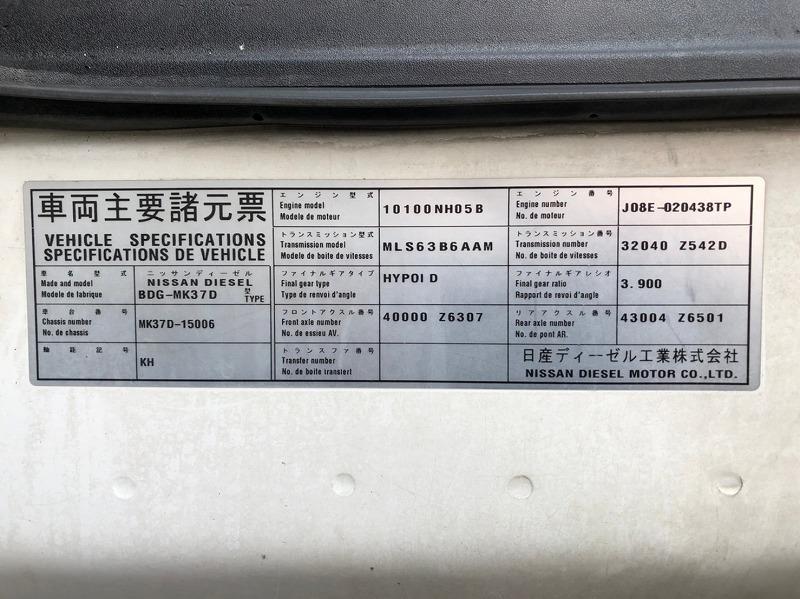 車両主要諸元票
VEHICLE SPECIFICATIONS
SPECIFICATIONS DE VEHICLE
車名型式
Made and model
Modele de fabrique
ニッサンディーゼル
NISSAN DIESEL
BDG-MK37D 型 TYPE
車台番号
Chassis number
No. de chassis
MK37D-15006
軸距記号
KH
エンジン型式
Engine model
Modele de moteur
10100NH05B
エンジン番号
Engine number
No. de moteur
J08E-020438TP
トランスミッション型式
Transmission model
Modele de boite de vitesses
MLS63B6AAM
トランスミッション番号
Transmission number
No. de boite de vitesses
32040 Z542D
ファイナルギアタイプ
Final gear type
Type de renvoi d'angle
HYPOID
ファイナルギアレシオ
Final gear ratio
Rapport de revoi d'angle
3.900
フロントアクスル番号
Front axle number
No. de essieu AV.
40000 Z6307
リアアクスル番号
Rear axle number
No. de pont AR.
43004 Z6501
トランスファ番号
Transfer number
No. de boite transiert
日産ディーゼル工業株式会社
NISSAN DIESEL MOTOR CO.,LTD.